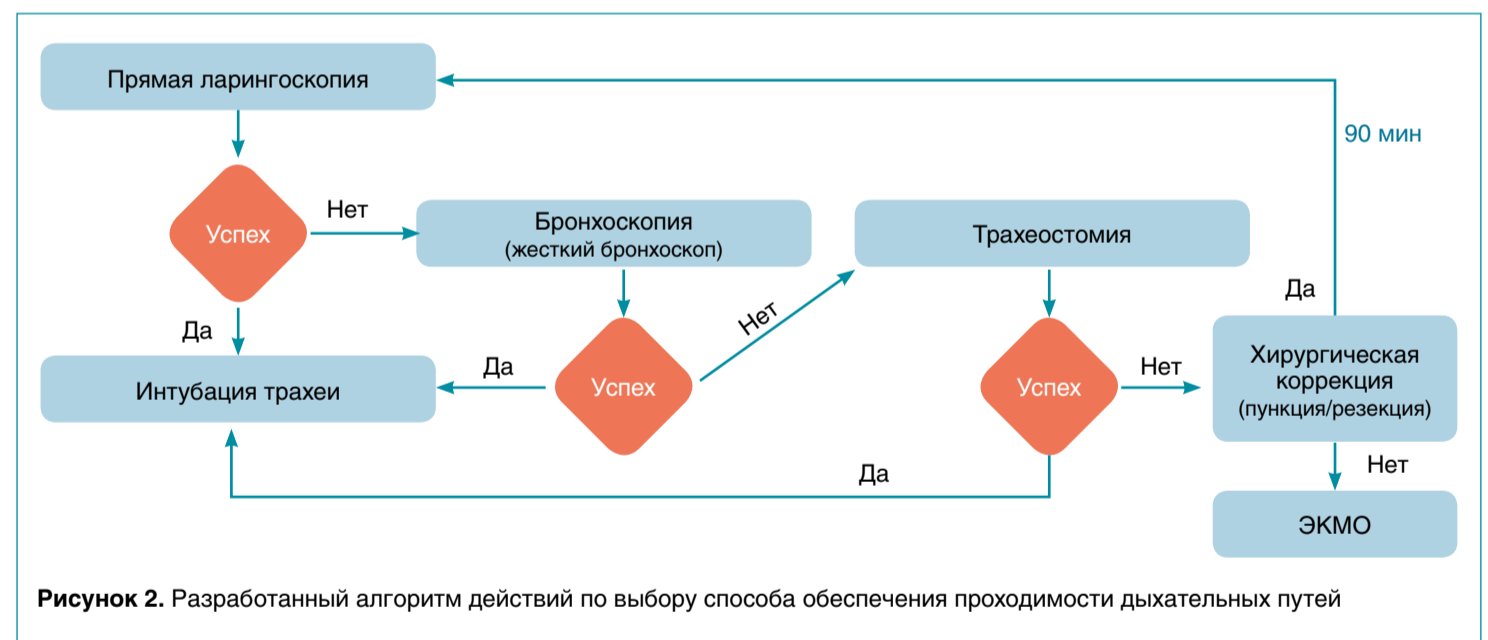 Прямая ларингоскопия
90 мин
Успех
Нет
Бронхоскопия
(жесткий бронхоскоп)
Трахеостомия
Да
Нет
Да
Интубация трахеи
Да
Успех
Успех
Нет
Хирургическая
коррекция
(пункция/резекция)
Да
Нет
ЭКМО
Рисунок 2. Разработанный алгоритм действий по выбору способа обеспечения проходимости дыхательных путей